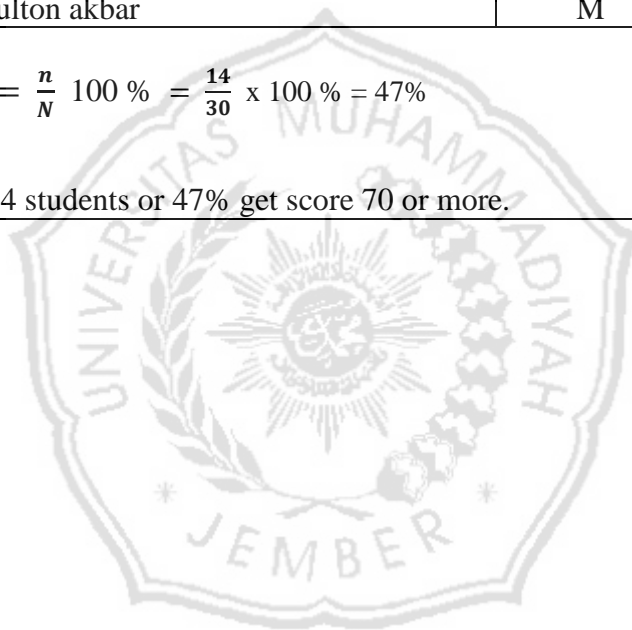 ulton akbar M
= n/N 100 % = 14/30 x 100 % = 47%
4 students or 47% get score 70 or more.
UNIVERSITAS MUHAMMADIYAH
JEMBER